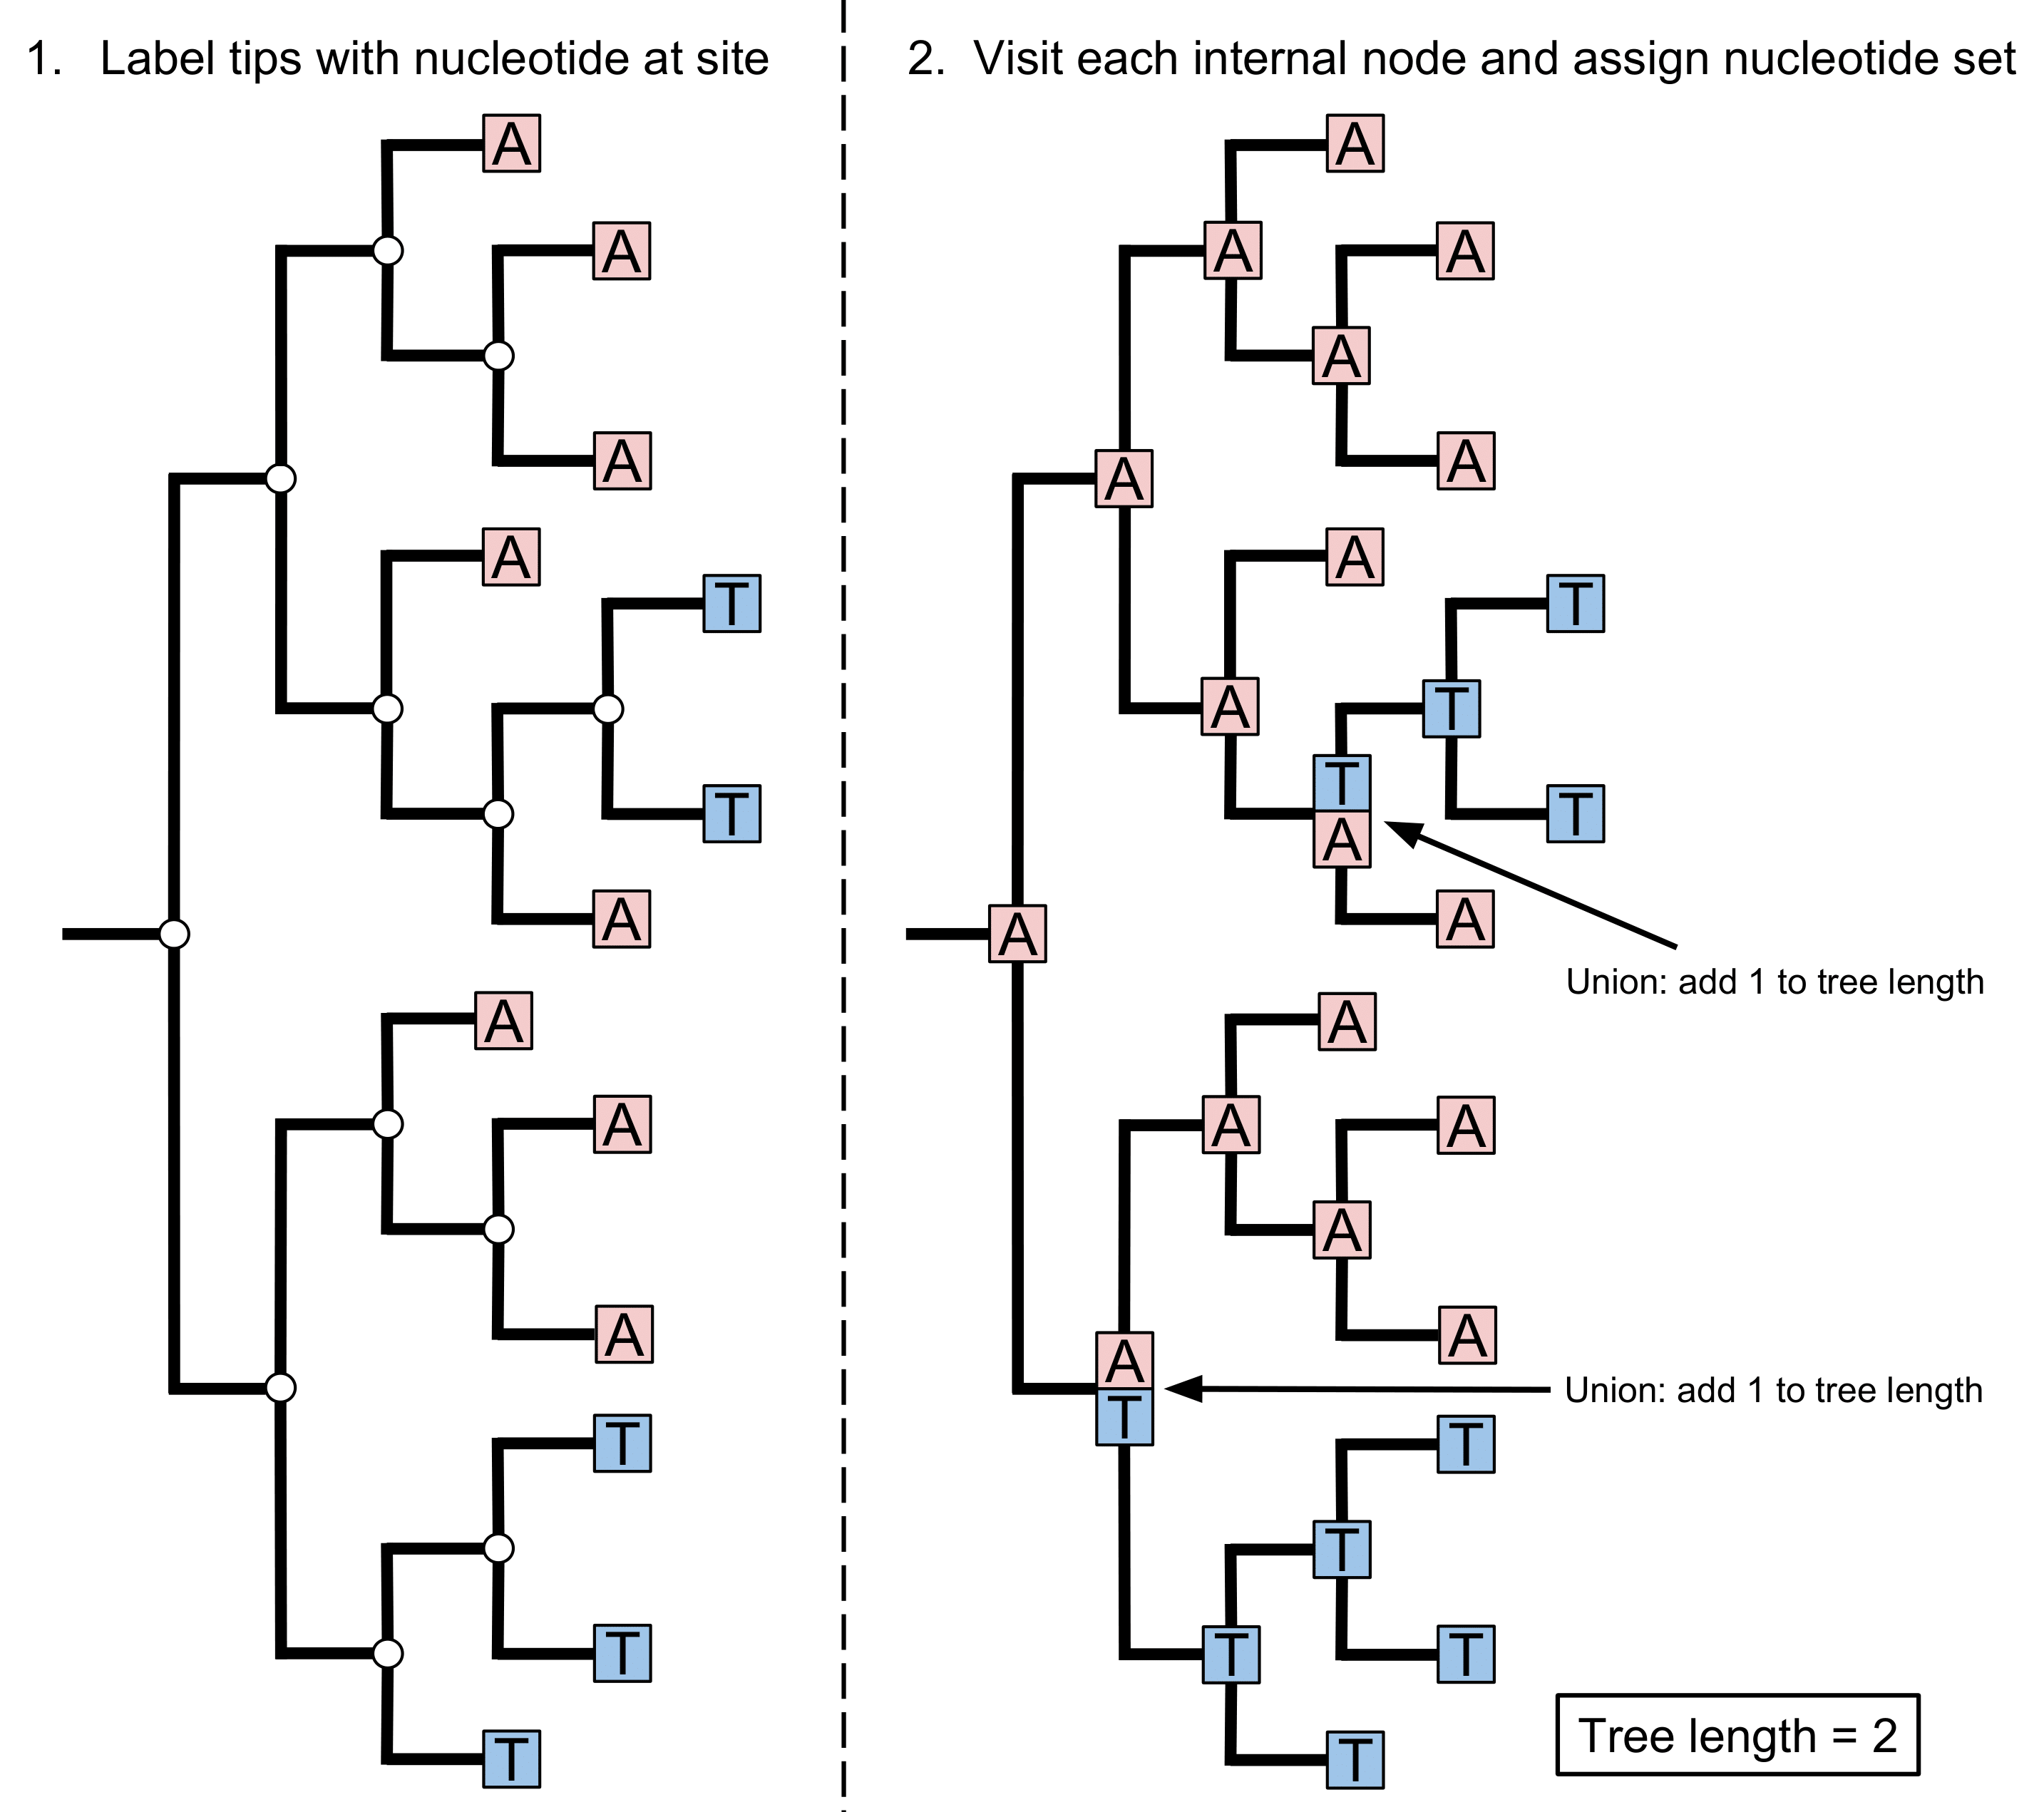 1. Label tips with nucleotide at site
A
A
A
A
T
T
A
A
A
A
T
T
T
2. Visit each internal node and assign nucleotide set
A
A
A
A
A
A
A
T
A
T
T
T
A
A
A
Union: add 1 to tree length
A
A
A
A
A
A
T
Union: add 1 to tree length
T
T
T
T
T
Tree length = 2